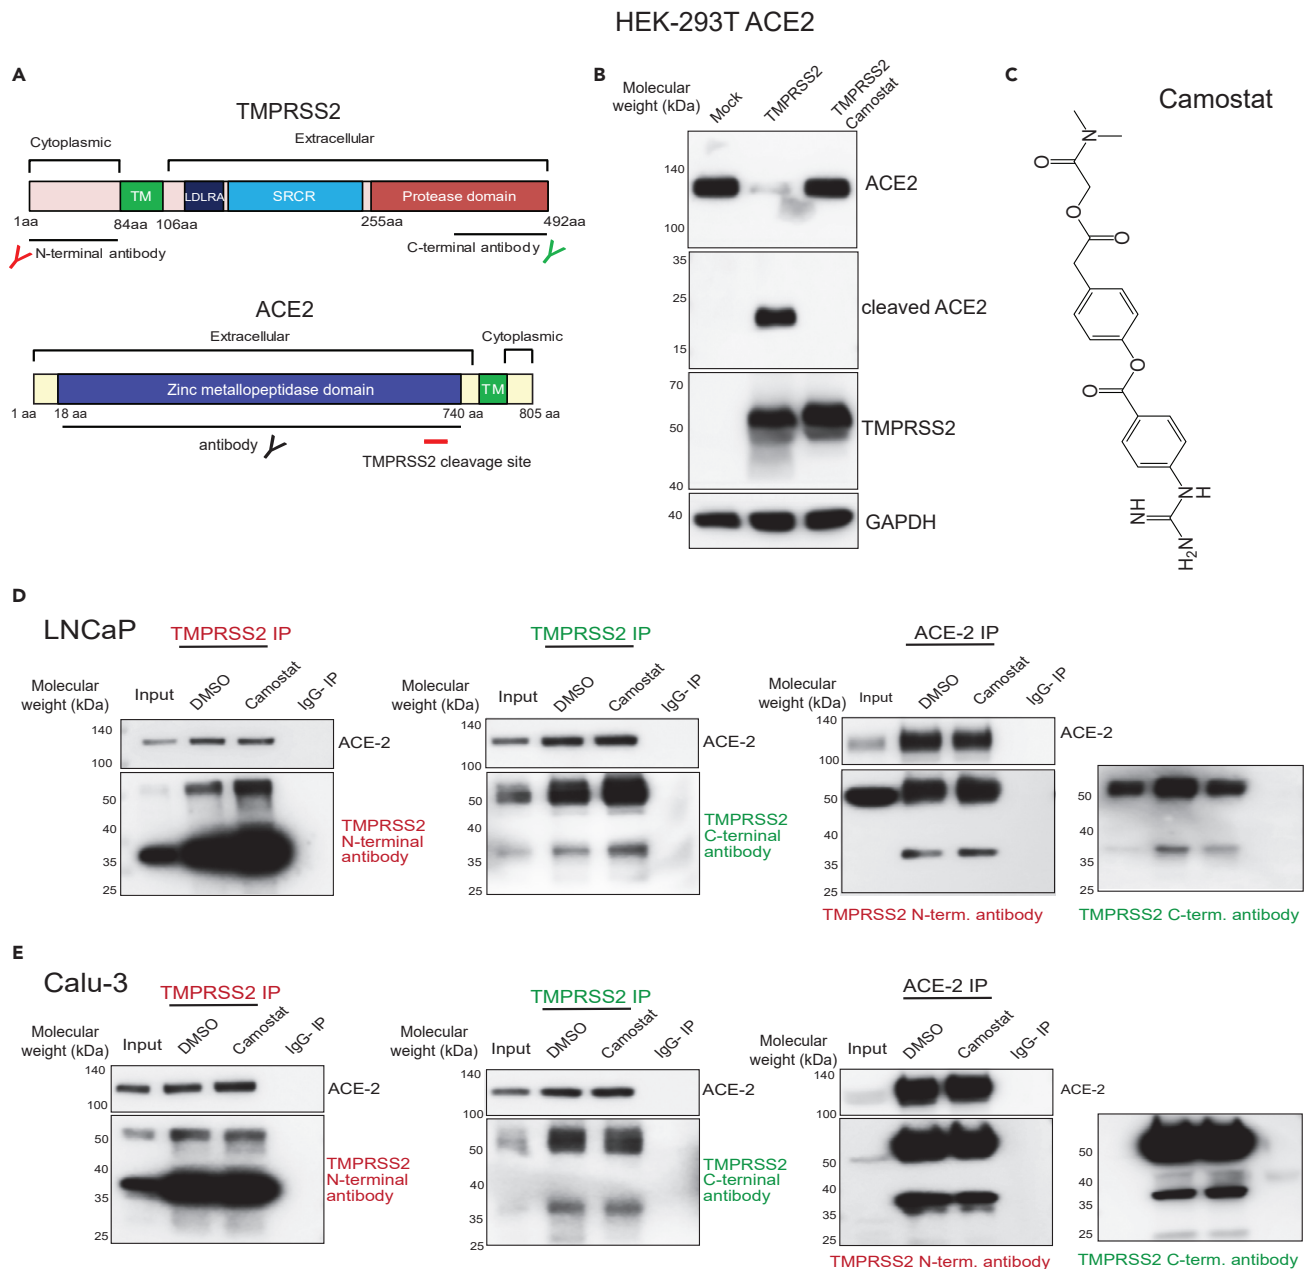 HEK-293T ACE2
A
TMPRSS2
Cytoplasmic
Extracellular
TM
LDLRA
SRCR
Protease domain
1aa
84aa
106aa
255aa
492aa
N-terminal antibody
C-terminal antibody
ACE2
Extracellular
Cytoplasmic
Zinc metallopeptidase domain
TM
1 aa
18 aa
740 aa
805 aa
antibody
TMPRSS2 cleavage site
B
Molecular
weight (kDa)
Mock
TMPRSS2
TMPRSS2
Camostat
140
100
ACE2
35
25
15
cleaved ACE2
70
50
40
TMPRSS2
40
GAPDH
C
Camostat
N
O
O
O
O
O
N
H
NH
H2N
D
LNCaP
TMPRSS2 IP
Molecular
weight (kDa)
Input
DMSO
Camostat
IgG- IP
140
100
ACE-2
50
40
35
25
TMPRSS2
N-terminal
antibody
TMPRSS2 IP
Molecular
weight (kDa)
Input
DMSO
Camostat
IgG- IP
140
100
ACE-2
50
40
35
25
TMPRSS2
C-terninal
antibody
ACE-2 IP
Molecular
weight (kDa)
Input
DMSO
Camostat
IgG- IP
140
100
ACE-2
50
40
35
25
TMPRSS2 N-term. antibody
50
40
35
25
TMPRSS2 C-term. antibody
E
Calu-3
TMPRSS2 IP
Molecular
weight (kDa)
Input
DMSO
Camostat
IgG- IP
140
100
ACE-2
50
40
35
25
TMPRSS2
N-terminal
antibody
TMPRSS2 IP
Molecular
weight (kDa)
Input
DMSO
Camostat
IgG- IP
140
100
ACE-2
50
40
35
25
TMPRSS2
C-terninal
antibody
ACE-2 IP
Molecular
weight (kDa)
Input
DMSO
Camostat
IgG- IP
140
100
ACE-2
50
40
35
25
TMPRSS2 N-term. antibody
50
40
35
25
TMPRSS2 C-term. antibody